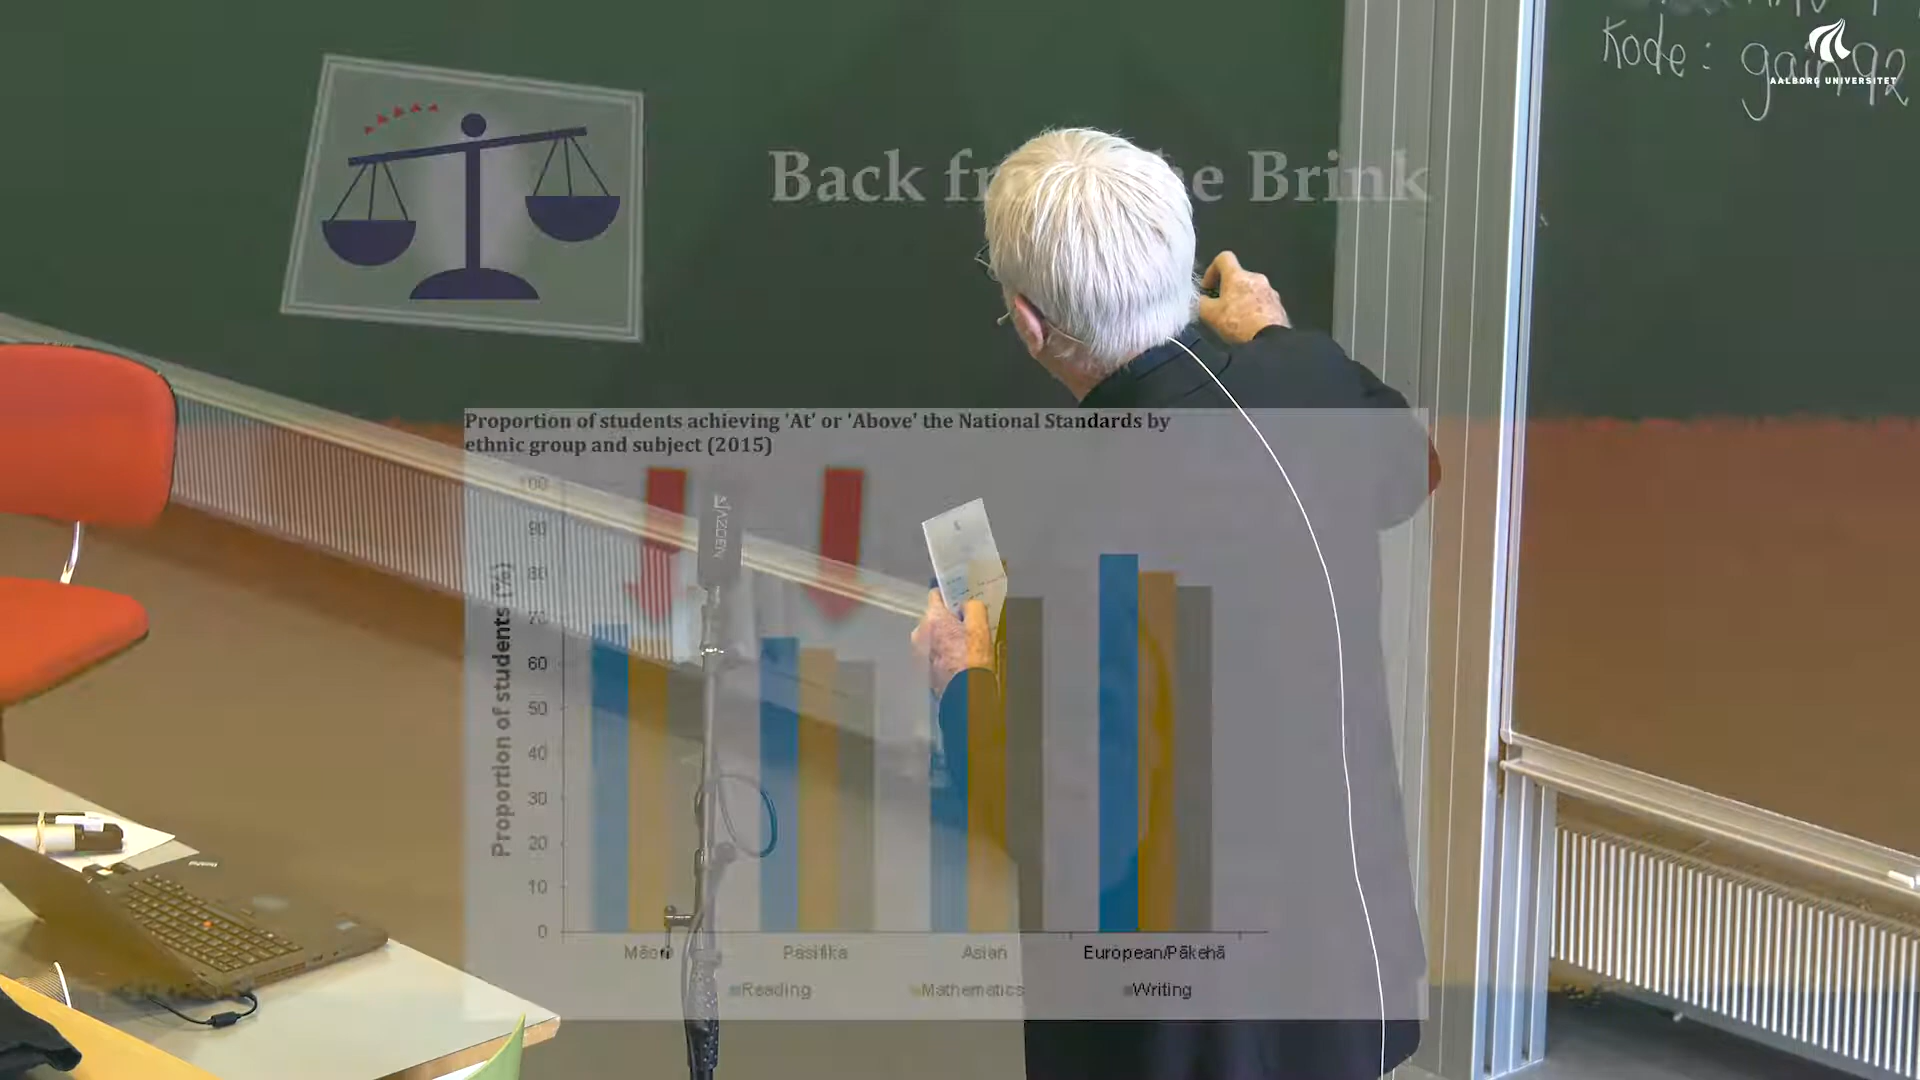 Kode : gain92
AALBORG UNIVERSITET
Back the Brink
Proportion of students achieving 'At' or 'Above' the National Standards by
ethnic group and subject (2015)
Proportion of students (%)
100
90
80
70
60
50
40
30
20
10
0
AZDEN
Māori
Pasifika
Asian
European/Pākehā
Reading
Mathematics
Writing